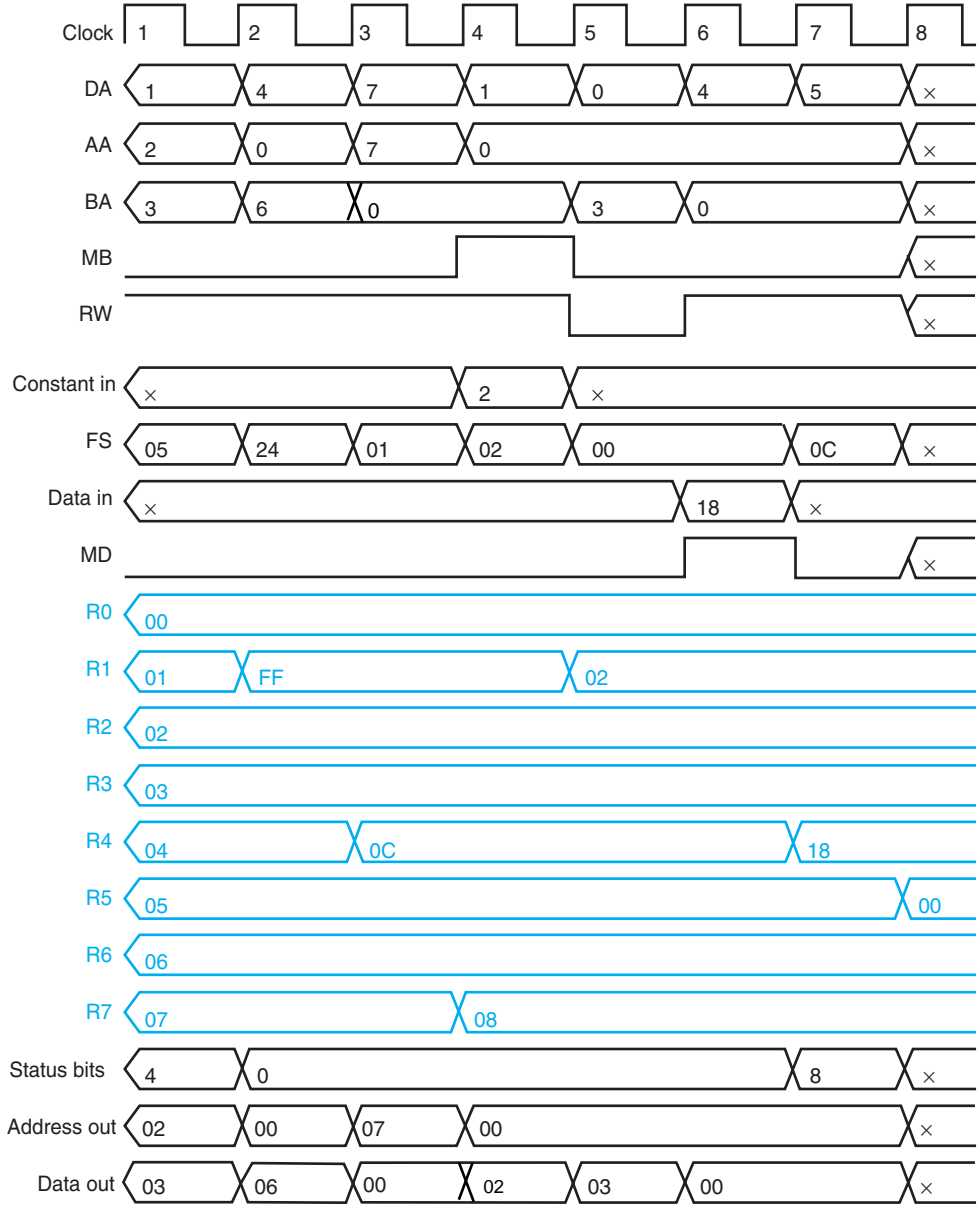 Clock 1 2 3 4 5 6 7 8
DA 1 4 7 1 0 4 5 ×
AA 2 0 7 0 ×
BA 3 6 0 3 0 ×
MB ×
RW ×
Constant in × 2 ×
FS 05 24 01 02 00 0C ×
Data in × 18 ×
MD ×
R0 00
R1 01 FF 02
R2 02
R3 03
R4 04 0C 18
R5 05 00
R6 06
R7 07 08
Status bits 4 0 8 ×
Address out 02 00 07 00 ×
Data out 03 06 00 02 03 00 ×